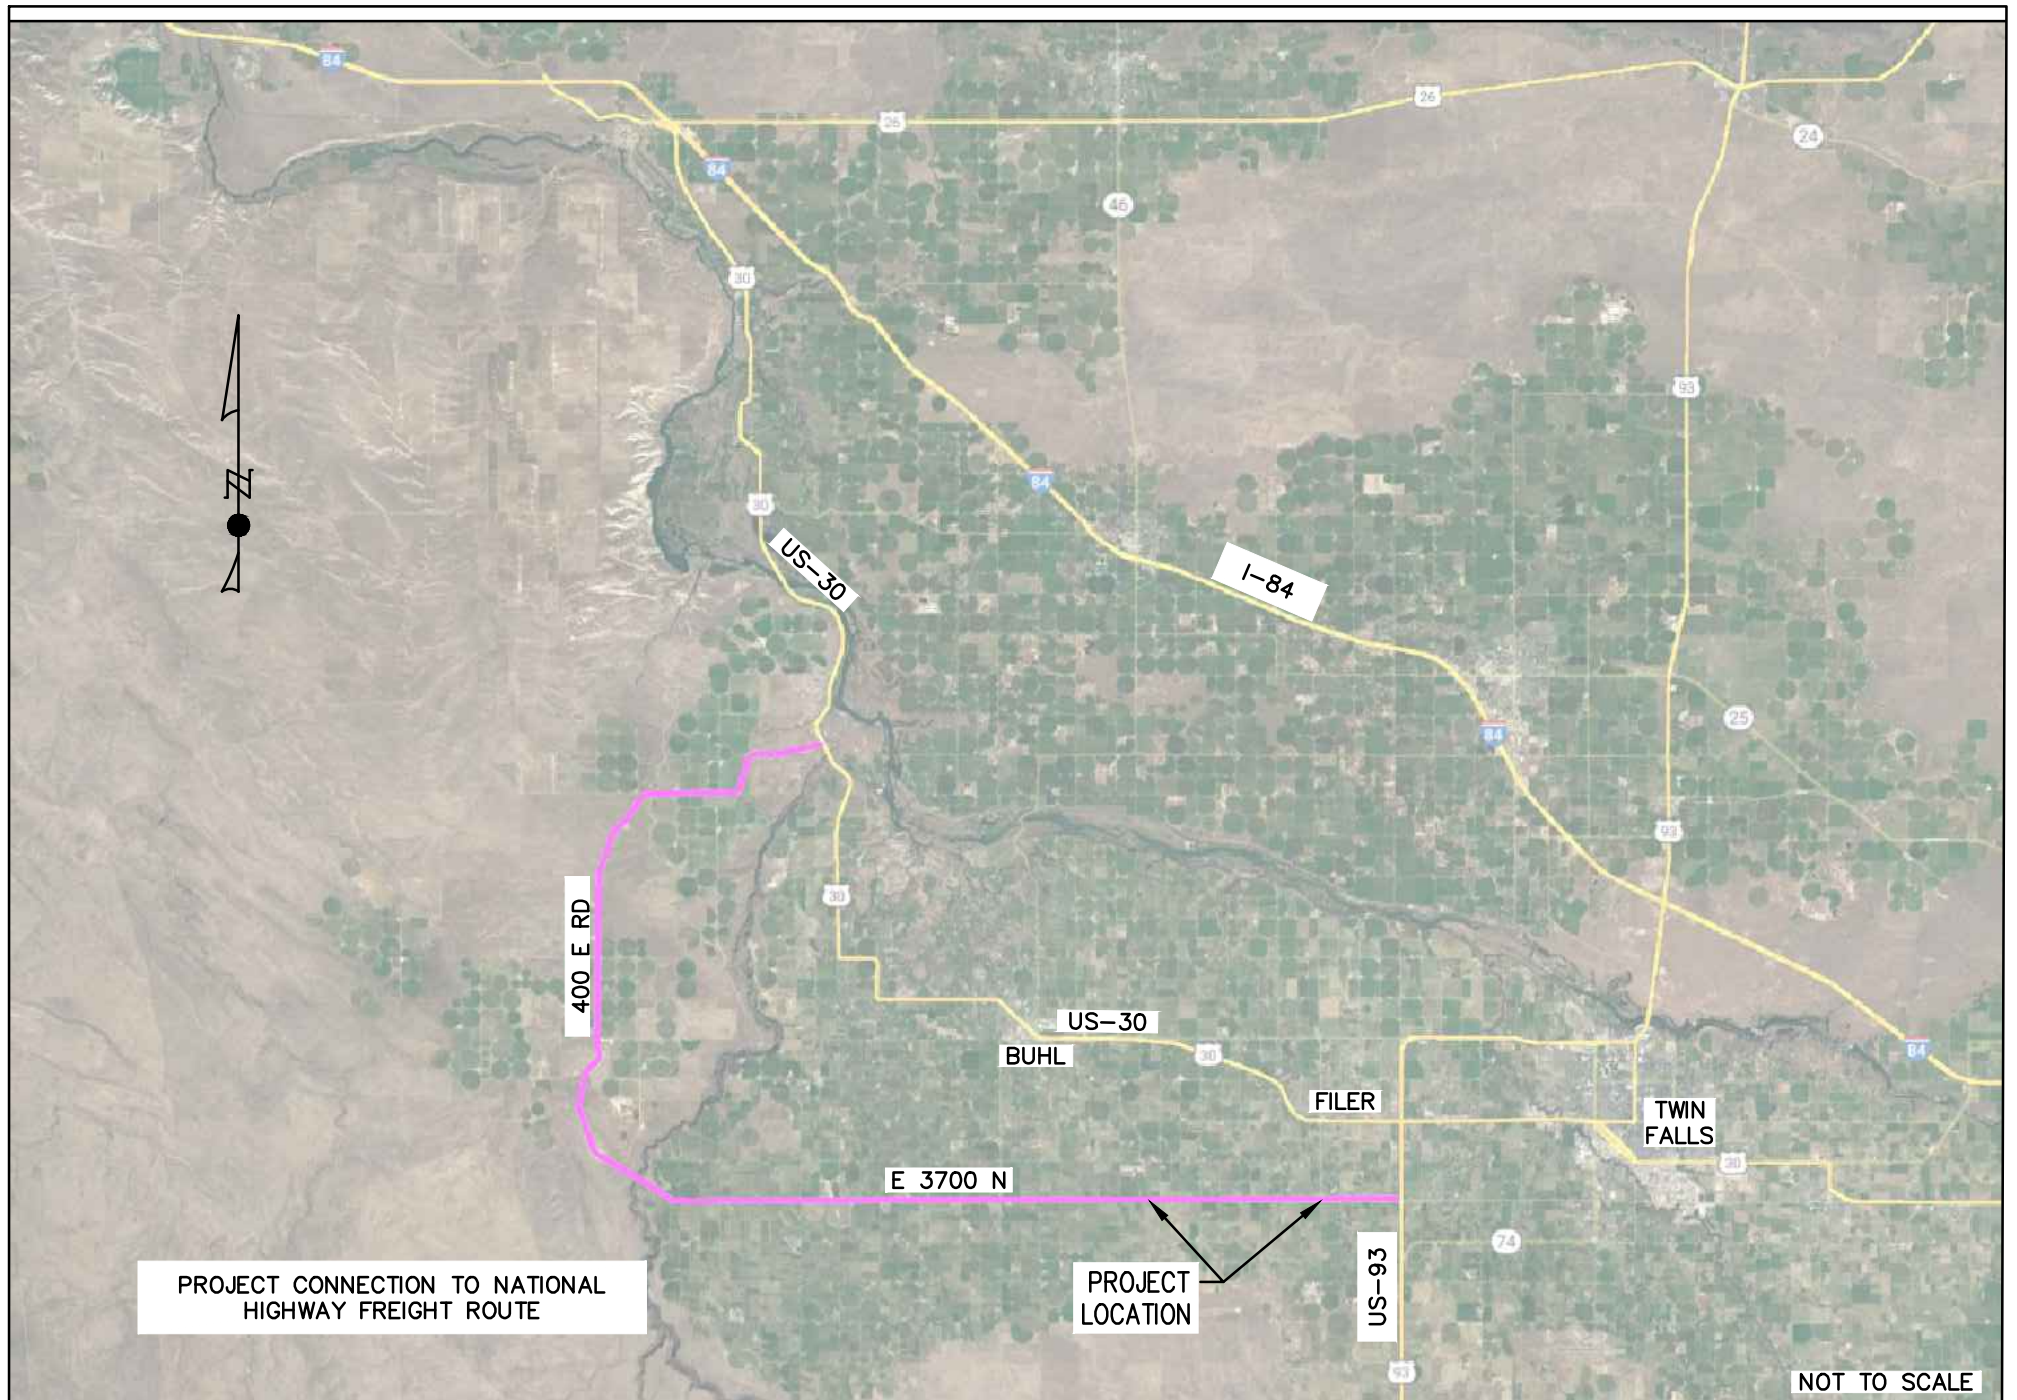 84
26
26
24
84
46
30
93
84
30
US-30
I-84
25
84
93
30
400 E RD
US-30
BUHL
30
84
FILER
TWIN
FALLS
30
E 3700 N
74
PROJECT CONNECTION TO NATIONAL
HIGHWAY FREIGHT ROUTE
PROJECT
LOCATION
US-93
93
NOT TO SCALE
N